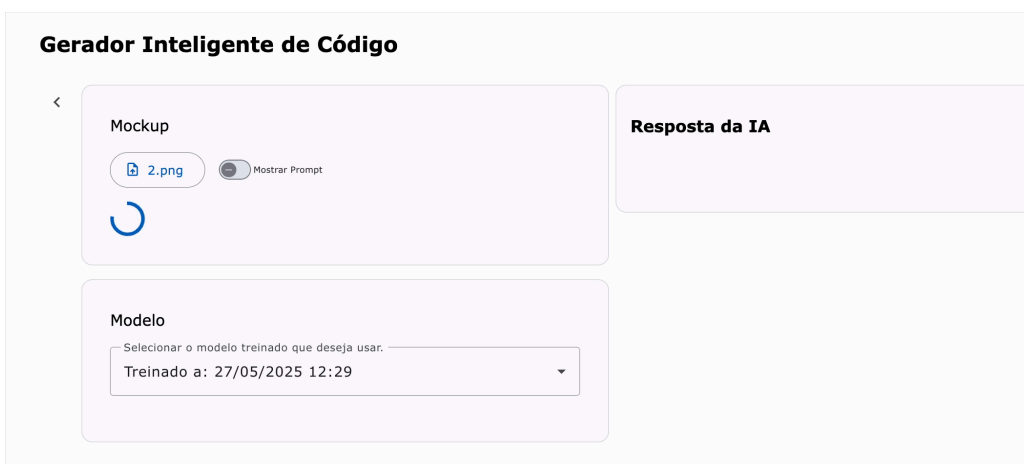 Gerador Inteligente de Código
Mockup
2.png
Mostrar Prompt
Modelo
Selecionar o modelo treinado que deseja usar.
Treinado a: 27/05/2025 12:29
Resposta da IA